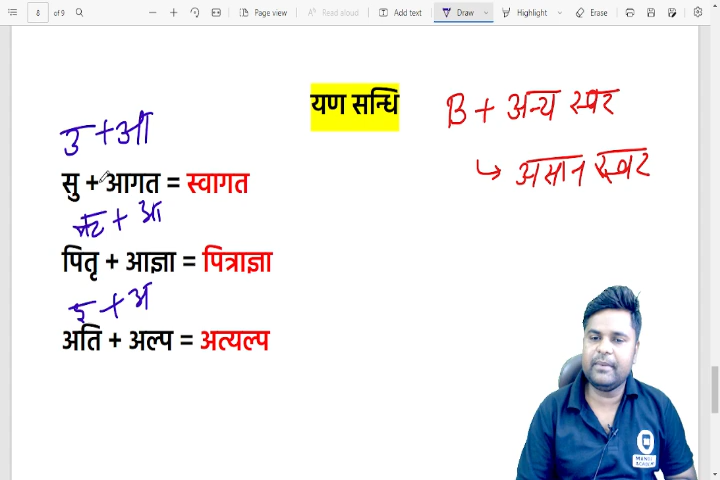 8 of 9 Page view Read aloud Add text Draw Highlight Erase
यण सन्धि
B + अन्य स्वर
↳ असान स्वर
उ + आ
सु + आगत = स्वागत
ऋ + आ
पितृ + आज्ञा = पित्राज्ञा
इ + अ
अति + अल्प = अत्यल्प